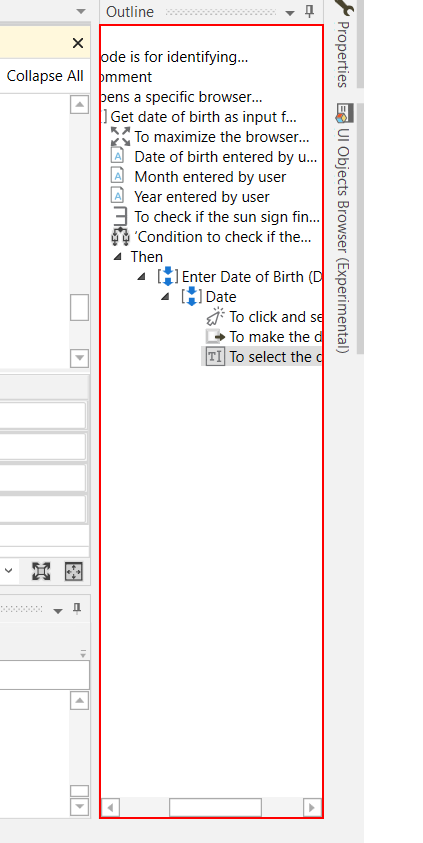 Outline
Collapse All
ode is for identifying...
omment
pens a specific browser...
Get date of birth as input f...
To maximize the browser...
Date of birth entered by u...
Month entered by user
Year entered by user
To check if the sun sign fin...
'Condition to check if the...
Then
Enter Date of Birth (D
Date
To click and se
To make the d
To select the d
Properties
UI Objects Browser (Experimental)